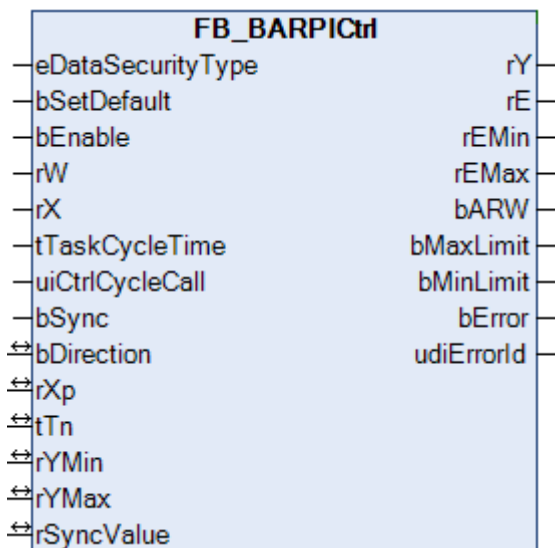 FB_BARPICtrl
eDataSecurityType rY
bSetDefault rE
bEnable rEMin
rW rEMax
rX bARW
tTaskCycleTime bMaxLimit
uiCtrlCycleCall bMinLimit
bSync bError
bDirection udiErrorId
rXp
tTn
rYMin
rYMax
rSyncValue